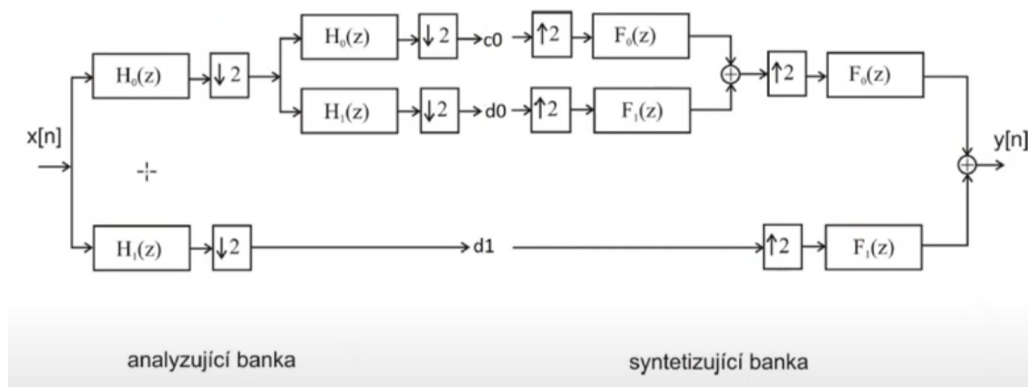 H₀(z) ↓2 c0 ↑2 F₀(z)
H₀(z) ↓2 ↑2 F₀(z)
H₁(z) ↓2 d0 ↑2 F₁(z)
x[n] y[n]
H₁(z) ↓2 d1 ↑2 F₁(z)
analyzující banka syntetizující banka